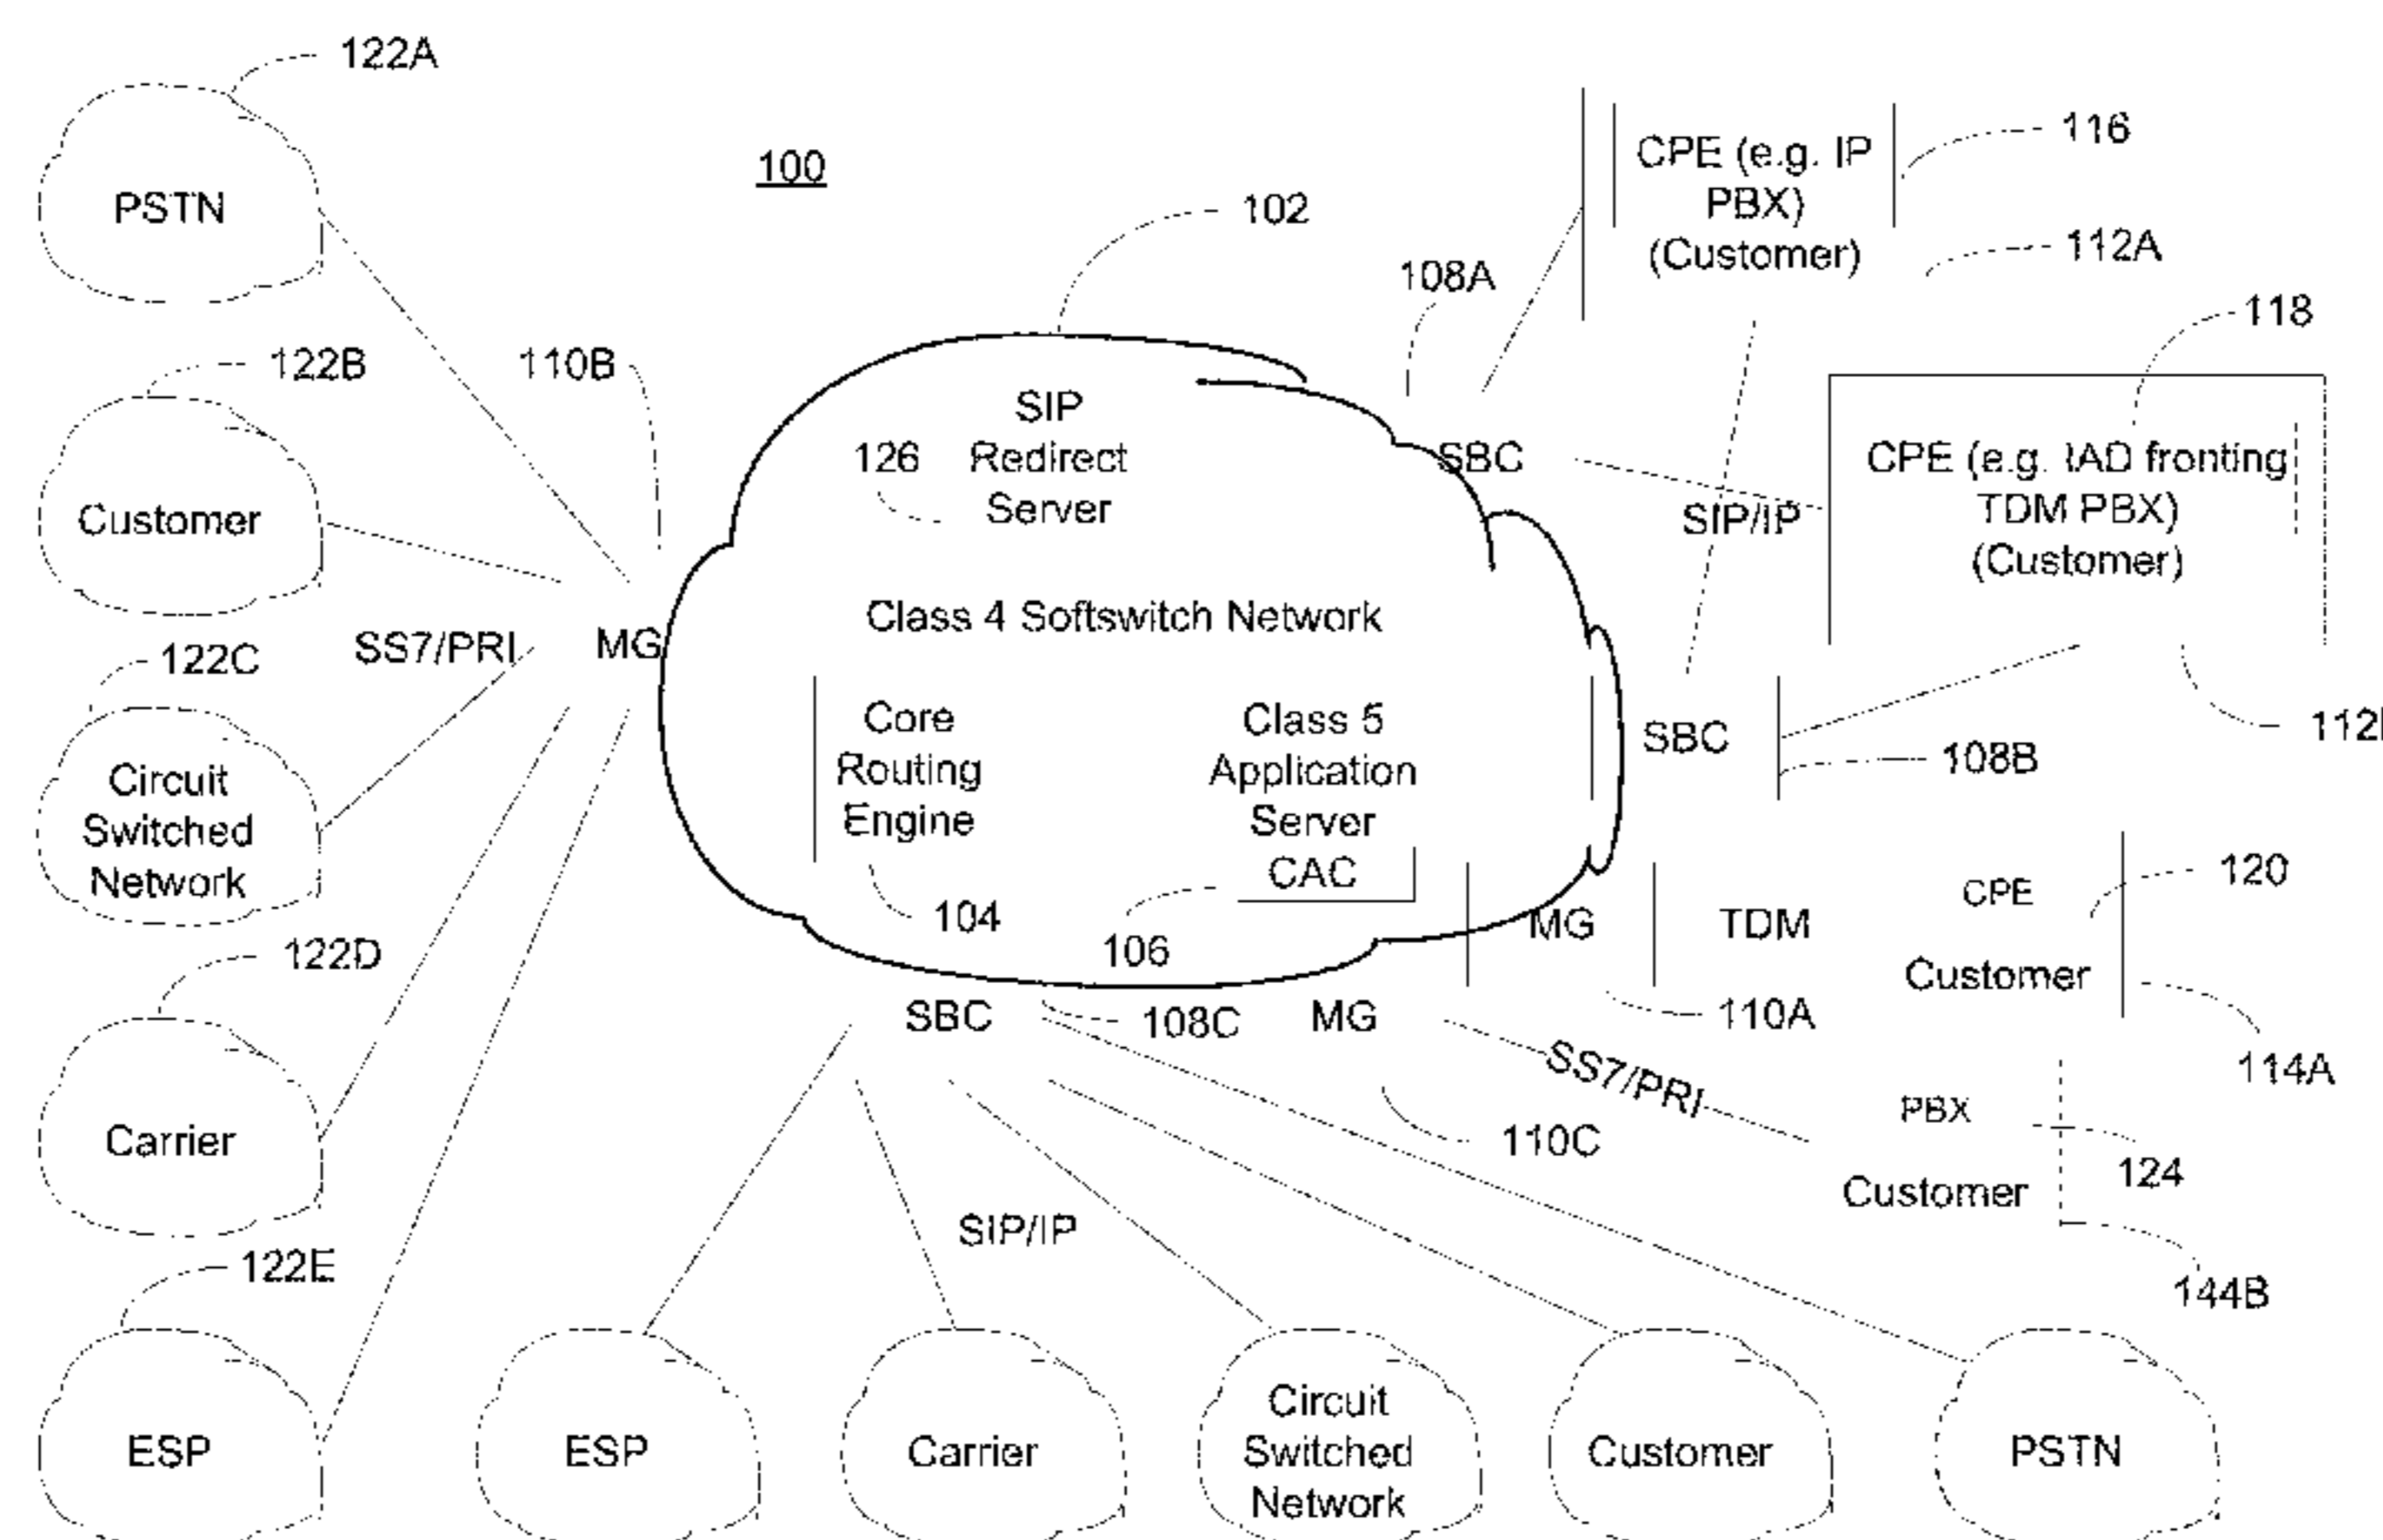 122A
PSTN
100
102
116
CPE (e.g. IP
PBX)
(Customer)
112A
108A
118
122B
110B
Customer
SIP
Redirect
Server
126
SBC
SIP/IP
CPE (e.g. IAD fronting
TDM PBX)
(Customer)
Class 4 Softswitch Network
122C
SS7/PRI
MG
Circuit
Switched
Network
Core
Routing
Engine
104
Class 5
Application
Server
CAC
106
SBC
108B
MG
TDM
110A
CPE
Customer
120
114A
122D
Carrier
SBC
108C
MG
110C
SS7/PRI
PBX
Customer
124
144B
SIP/IP
122E
ESP
ESP
Carrier
Circuit
Switched
Network
Customer
PSTN